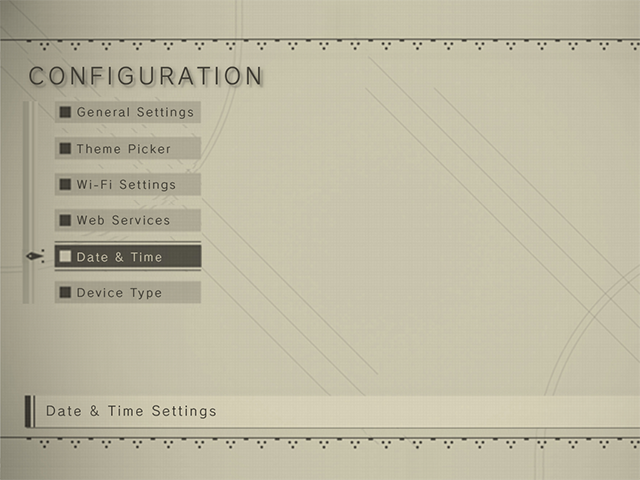 CONFIGURATION
General Settings
Theme Picker
Wi-Fi Settings
Web Services
Date & Time
Device Type
Date & Time Settings